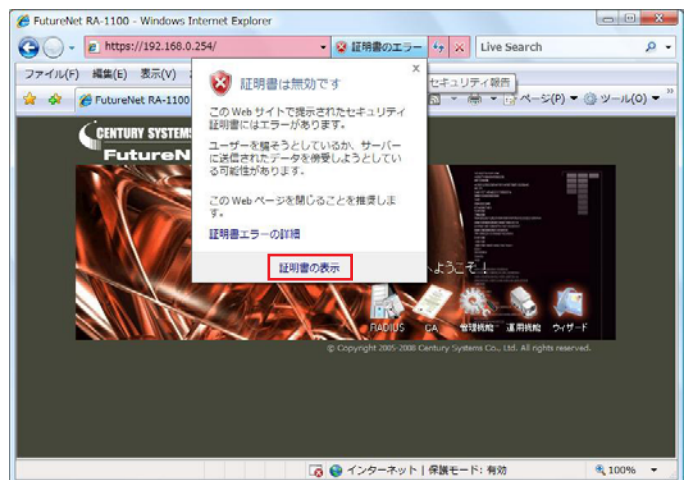 FutureNet RA-1100 - Windows Internet Explorer
https://192.168.0.254/
証明書のエラー
Live Search
ファイル(F) 編集(E) 表示(V)
FutureNet RA-1100
ページ(P)
ツール(O)
セキュリティ報告
証明書は無効です
この Web サイトで提示されたセキュリティ
証明書にはエラーがあります。
ユーザーを騙そうとしているか、サーバー
に送信されたデータを傍受しようとしてい
る可能性があります。
この Web ページを閉じることを推奨しま
す。
証明書エラーの詳細
証明書の表示
CENTURY SYSTEMS
FutureN
へようこそ!
RADIUS CA 管理機能 運用機能 ウィザード
© Copyright 2005-2008 Century Systems Co., Ltd. All rights reserved.
インターネット | 保護モード: 有効
100%